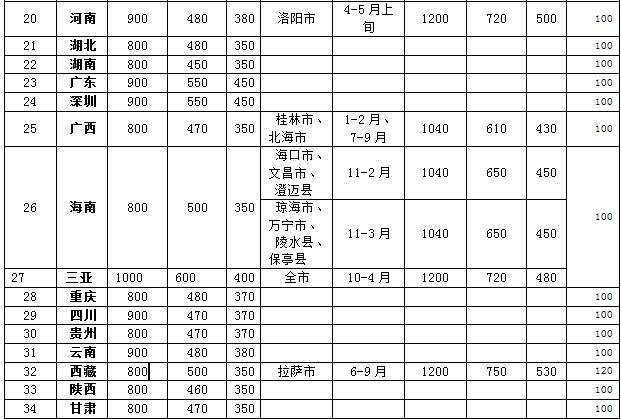 20 河南 900 480 380 洛阳市 4-5月上旬 1200 720 500 100
21 湖北 800 480 350 100
22 湖南 800 450 350 100
23 广东 900 550 450 100
24 深圳 900 550 450 100
25 广西 800 470 350 桂林市、北海市 1-2月、7-9月 1040 610 430 100
26 海南 800 500 350 海口市、文昌市、澄迈县 11-2月 1040 650 450 100
琼海市、万宁市、陵水县、保亭县 11-3月 1040 650 450
27 三亚 1000 600 400 全市 10-4月 1200 720 480
28 重庆 800 480 370 100
29 四川 900 470 370 100
30 贵州 800 470 370 100
31 云南 900 480 380 100
32 西藏 800 500 350 拉萨市 6-9月 1200 750 530 120
33 陕西 800 460 350 100
34 甘肃 800 470 350 100